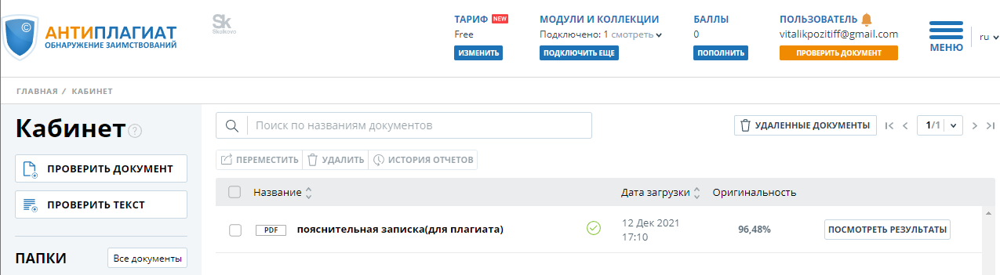 ©
АНТИПЛАГИАТ
ОБНАРУЖЕНИЕ ЗАИМСТВОВАНИЙ
Sk
Skolkovo
ТАРИФ NEW
Free
ИЗМЕНИТЬ
МОДУЛИ И КОЛЛЕКЦИИ
Подключено: 1 смотреть
ПОДКЛЮЧИТЬ ЕЩЕ
БАЛЛЫ
0
ПОПОЛНИТЬ
ПОЛЬЗОВАТЕЛЬ
vitalikpozitiff@gmail.com
ПРОВЕРИТЬ ДОКУМЕНТ
МЕНЮ
ru
ГЛАВНАЯ / КАБИНЕТ
Кабинет ?
ПРОВЕРИТЬ ДОКУМЕНТ
ПРОВЕРИТЬ ТЕКСТ
ПАПКИ Все документы
Поиск по названиям документов
УДАЛЕННЫЕ ДОКУМЕНТЫ 1/1
ПЕРЕМЕСТИТЬ УДАЛИТЬ ИСТОРИЯ ОТЧЕТОВ
Название Дата загрузки Оригинальность
PDF пояснительная записка(для плагиата) 12 Дек 2021
17:10
96,48% ПОСМОТРЕТЬ РЕЗУЛЬТАТЫ